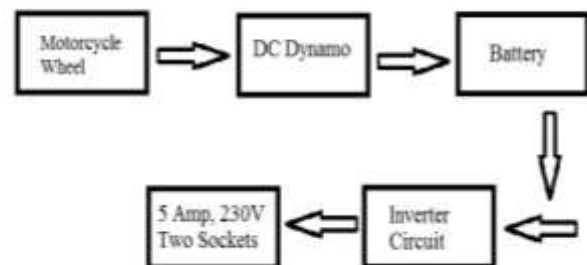 Motorcycle
Wheel
DC Dynamo
Battery
5 Amp, 230V
Two Sockets
Inverter
Circuit